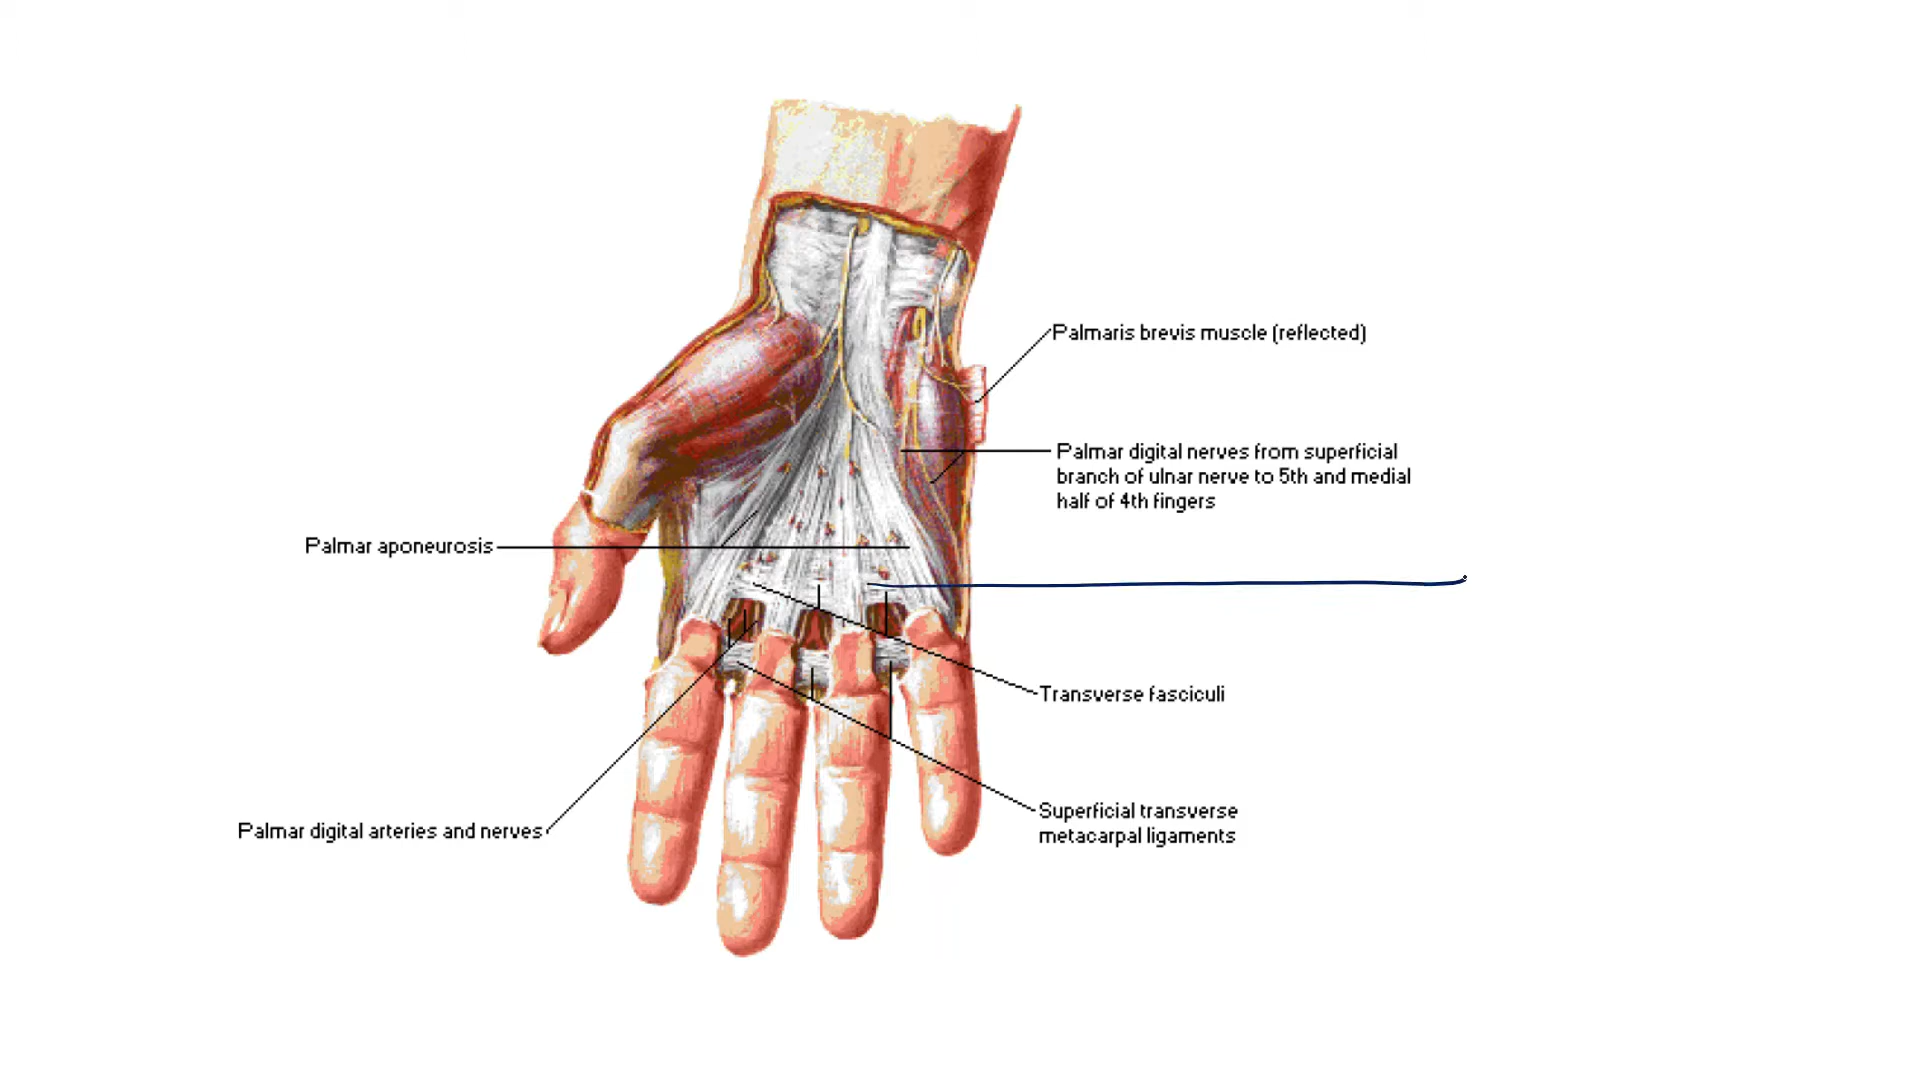 Palmaris brevis muscle (reflected)
Palmar digital nerves from superficial
branch of ulnar nerve to 5th and medial
half of 4th fingers
Palmar aponeurosis
Transverse fasciculi
Superficial transverse
metacarpal ligaments
Palmar digital arteries and nerves